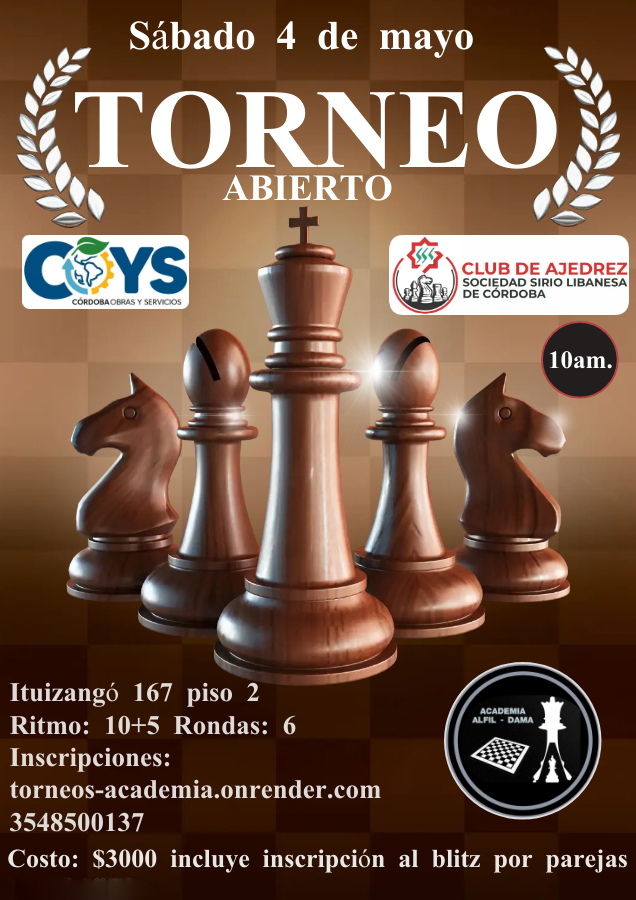 Sábado 4 de mayo
TORNEO
ABIERTO
COYS
CÓRDOBA OBRAS Y SERVICIOS
CLUB DE AJEDREZ
SOCIEDAD SIRIO LIBANESA
DE CÓRDOBA
10am.
Ituizangó 167 piso 2
Ritmo: 10+5 Rondas: 6
Inscripciones:
torneos-academia.onrender.com
3548500137
ACADEMIA
ALFIL - DAMA
Costo: $3000 incluye inscripción al blitz por parejas